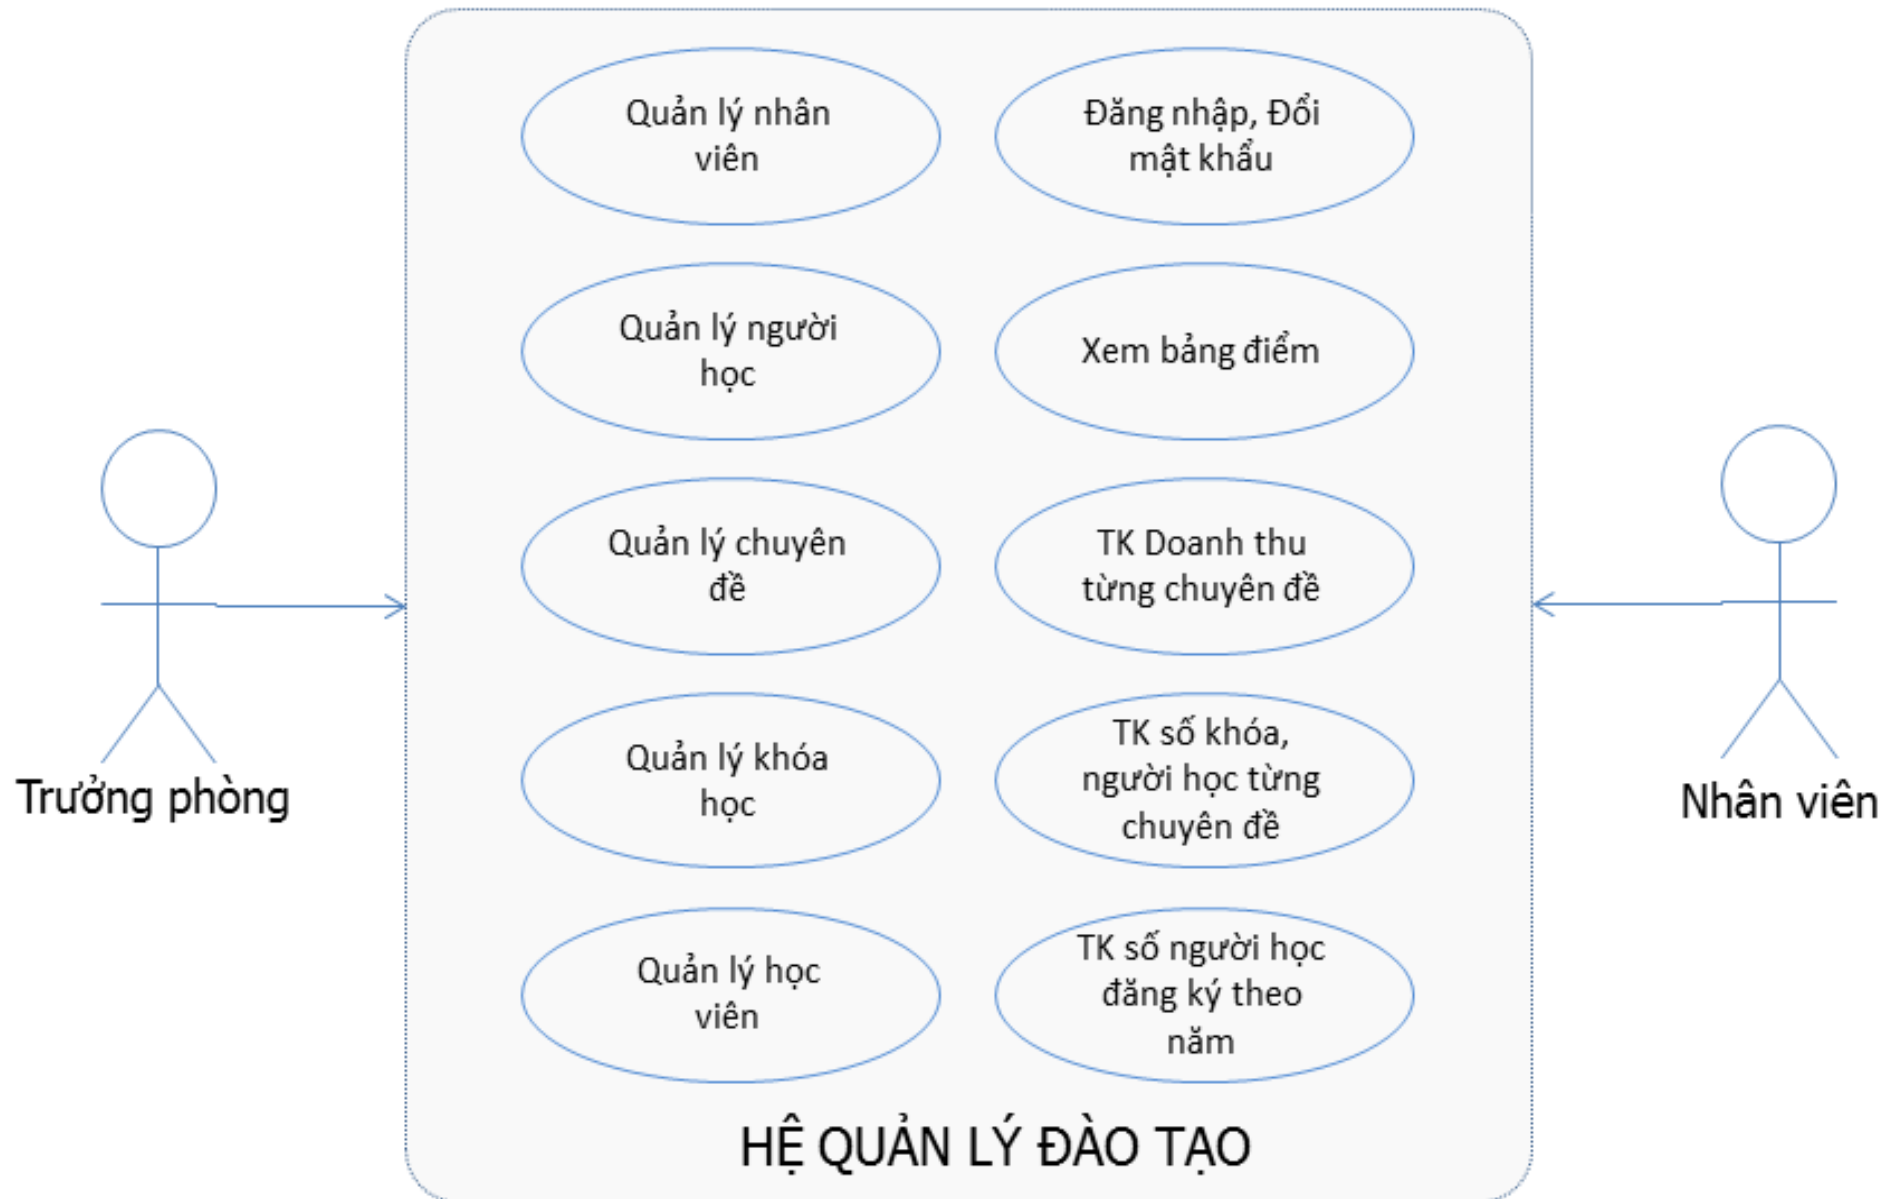 Quản lý nhân
viên
Đăng nhập, Đổi
mật khẩu
Quản lý người
học
Xem bảng điểm
Quản lý chuyên
đề
TK Doanh thu
từng chuyên đề
Quản lý khóa
học
TK số khóa,
người học từng
chuyên đề
Quản lý học
viên
TK số người học
đăng ký theo
năm
Trưởng phòng
Nhân viên
HỆ QUẢN LÝ ĐÀO TẠO